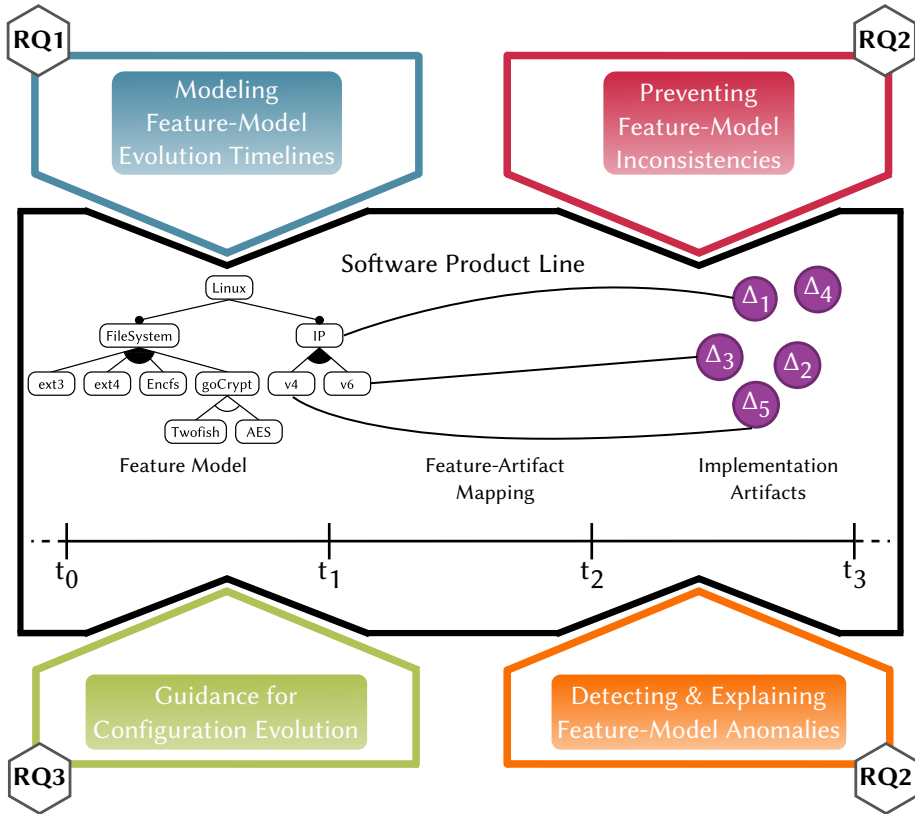 RQ1
RQ2
Modeling
Feature-Model
Evolution Timelines
Preventing
Feature-Model
Inconsistencies
Software Product Line
Linux
FileSystem
IP
ext3
ext4
Encfs
goCrypt
v4
v6
Twofish
AES
Δ1
Δ4
Δ3
Δ2
Δ5
Feature Model
Feature-Artifact
Mapping
Implementation
Artifacts
t0
t1
t2
t3
Guidance for
Configuration Evolution
Detecting & Explaining
Feature-Model Anomalies
RQ3
RQ2